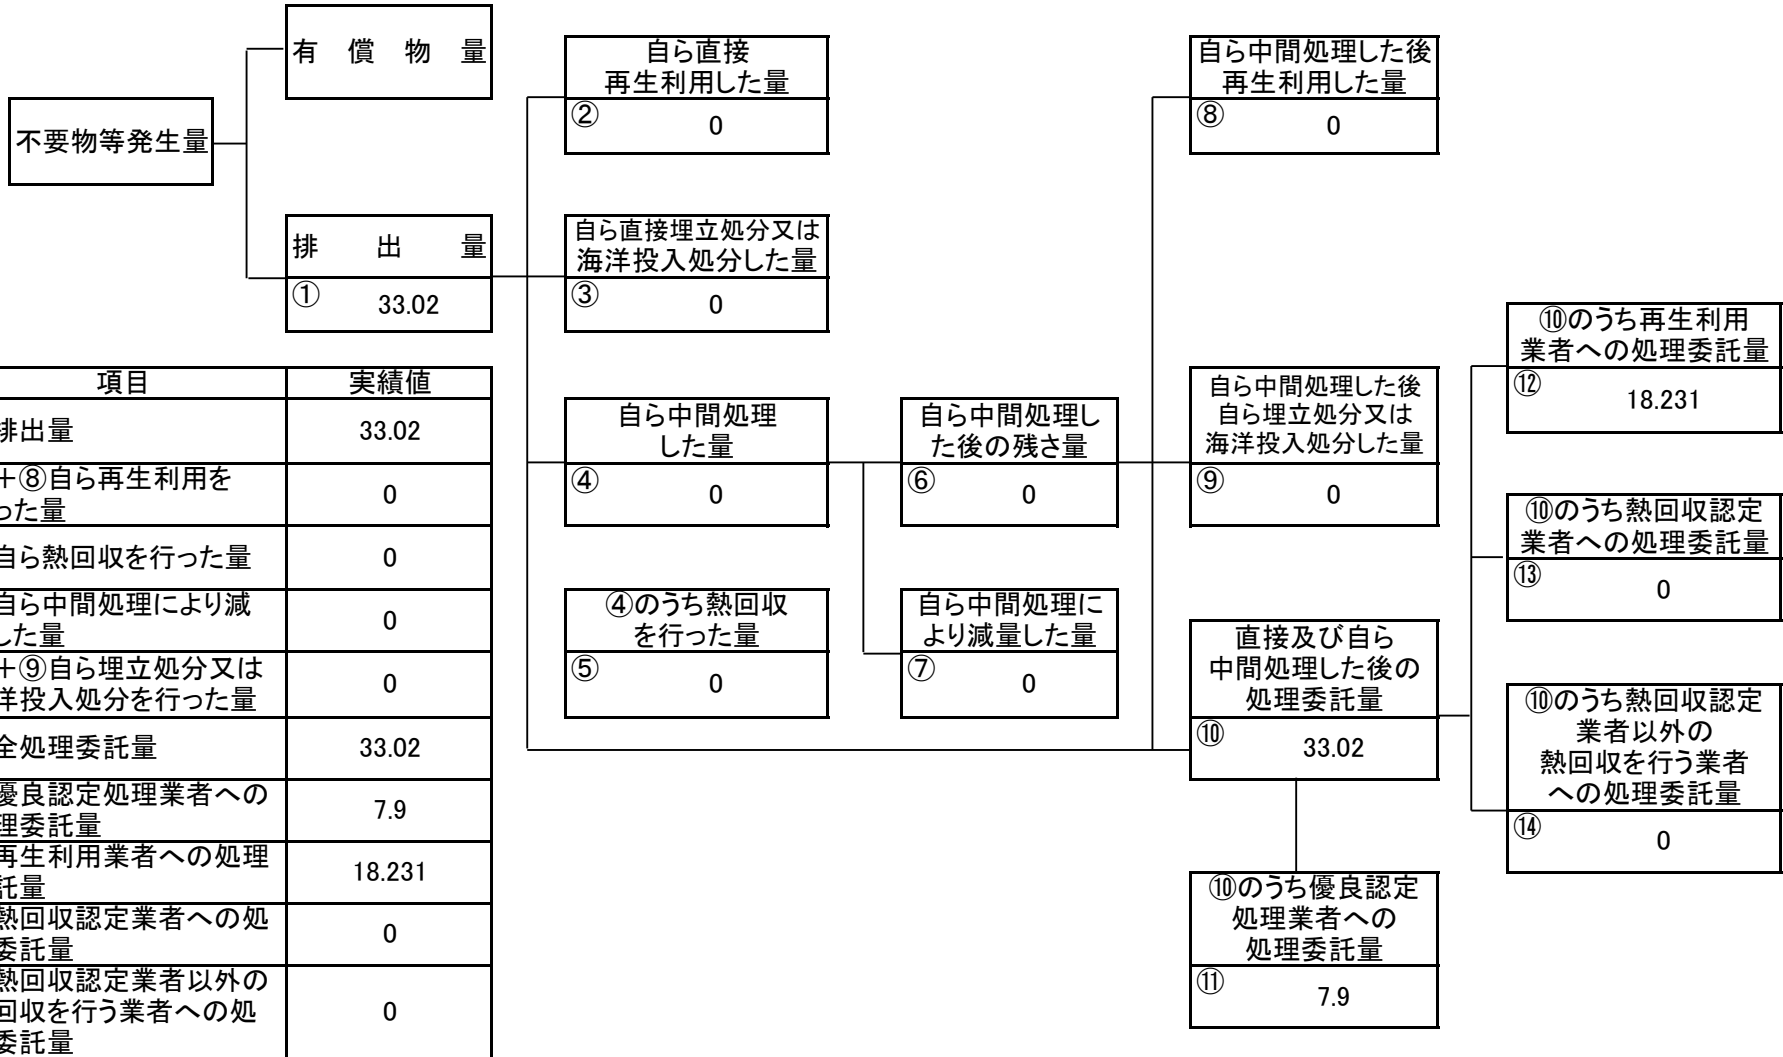 有　償　物　量
不要物等発生量
排　出　量
① 33.02
自ら直接
再生利用した量
② 0
自ら直接埋立処分又は
海洋投入処分した量
③ 0
自ら中間処理
した量
④ 0
④のうち熱回収
を行った量
⑤ 0
自ら中間処理し
た後の残さ量
⑥ 0
自ら中間処理に
より減量した量
⑦ 0
自ら中間処理した後
再生利用した量
⑧ 0
自ら中間処理した後
自ら埋立処分又は
海洋投入処分した量
⑨ 0
直接及び自ら
中間処理した後の
処理委託量
⑩ 33.02
⑩のうち優良認定
処理業者への
処理委託量
⑪ 7.9
⑩のうち再生利用
業者への処理委託量
⑫ 18.231
⑩のうち熱回収認定
業者への処理委託量
⑬ 0
⑩のうち熱回収認定
業者以外の
熱回収を行う業者
への処理委託量
⑭ 0
項目 実績値
排出量 33.02
＋⑧自ら再生利用を
った量 0
自ら熱回収を行った量 0
自ら中間処理により減
した量 0
＋⑨自ら埋立処分又は
洋投入処分を行った量 0
全処理委託量 33.02
優良認定処理業者への
理委託量 7.9
再生利用業者への処理
託量 18.231
熱回収認定業者への処
委託量 0
熱回収認定業者以外の
回収を行う業者への処
委託量 0